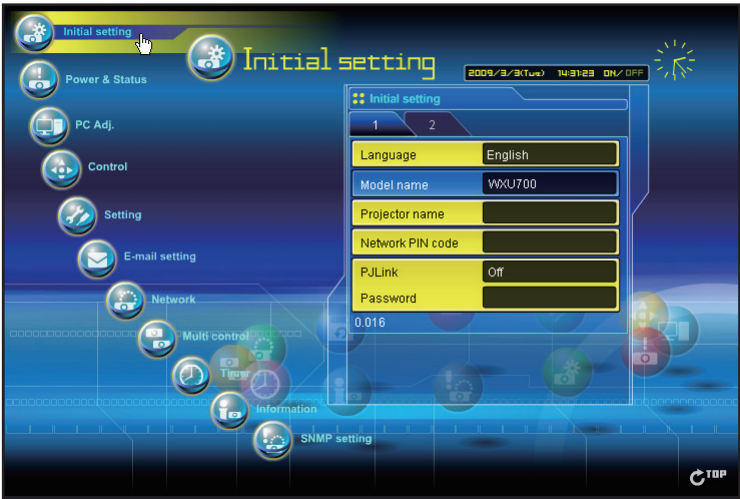 Initial setting
Initial setting
2009/3/3(Tue) 14:31:23 ON/OFF
Power & Status
Initial setting
PC Adj.
1 2
Language English
Control
Model name WXU700
Setting
Projector name
Network PIN code
E-mail setting
PJLink Off
Network
Password
0.016
Multi control
Timer
Information
SNMP setting
TOP